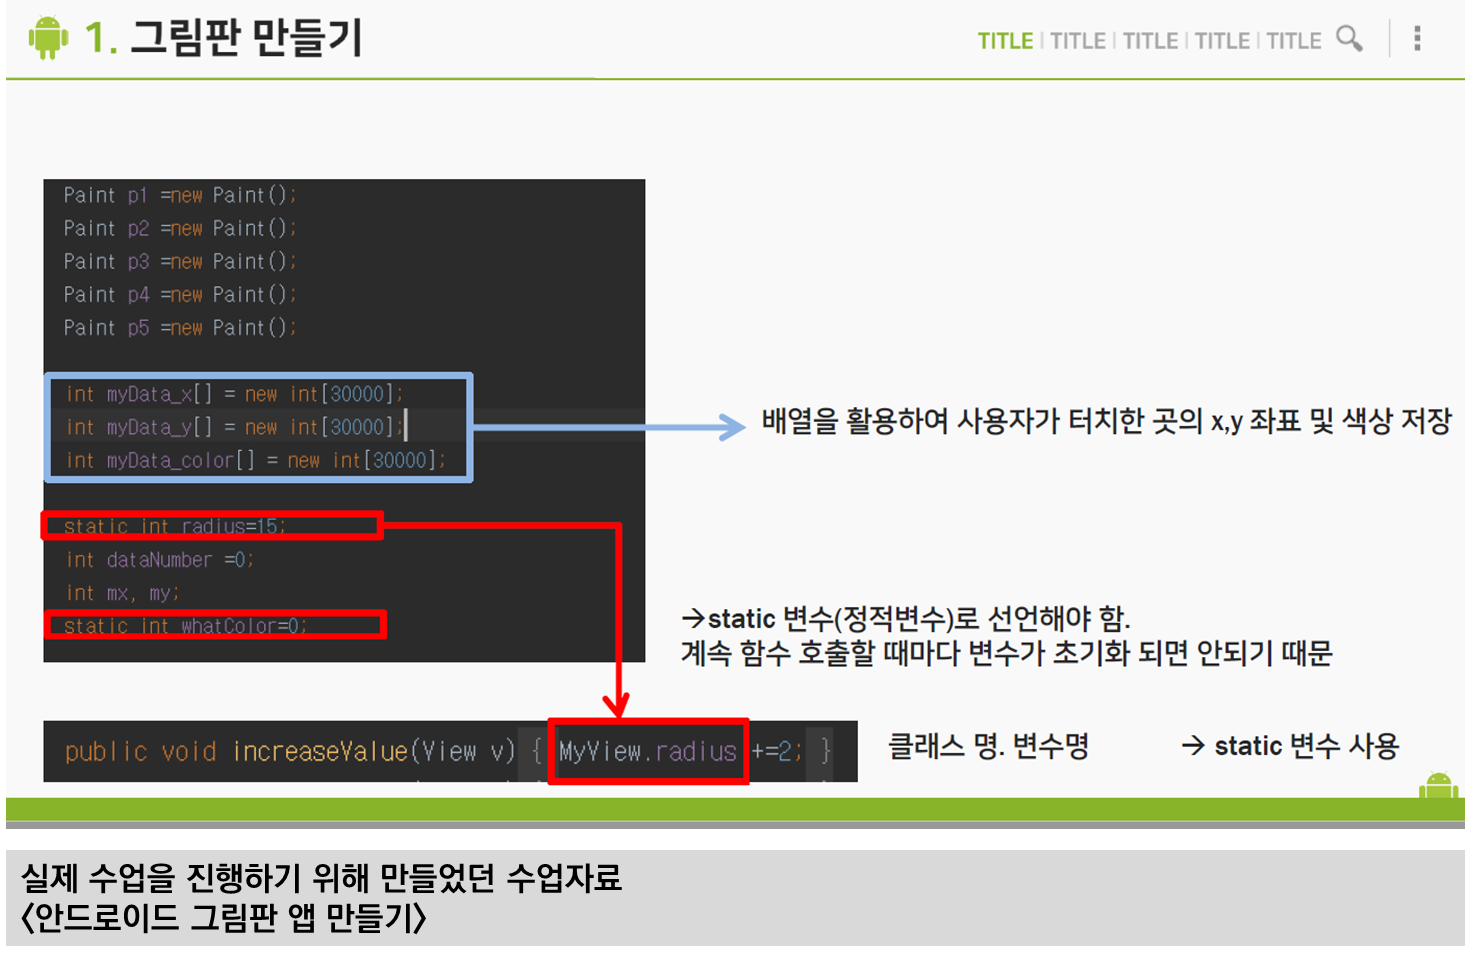 1. 그림판 만들기
TITLE | TITLE | TITLE | TITLE | TITLE
Paint p1 =new Paint();
Paint p2 =new Paint();
Paint p3 =new Paint();
Paint p4 =new Paint();
Paint p5 =new Paint();
int myData_x[] = new int[30000];
int myData_y[] = new int[30000];
int myData_color[] = new int[30000];
배열을 활용하여 사용자가 터치한 곳의 x,y 좌표 및 색상 저장
static int radius=15;
int dataNumber =0;
int mx, my;
static int whatColor=0;
→static 변수(정적변수)로 선언해야 함.
계속 함수 호출할 때마다 변수가 초기화 되면 안되기 때문
public void increaseValue(View v) { MyView.radius +=2; }
클래스 명. 변수명 → static 변수 사용
실제 수업을 진행하기 위해 만들었던 수업자료
<안드로이드 그림판 앱 만들기>